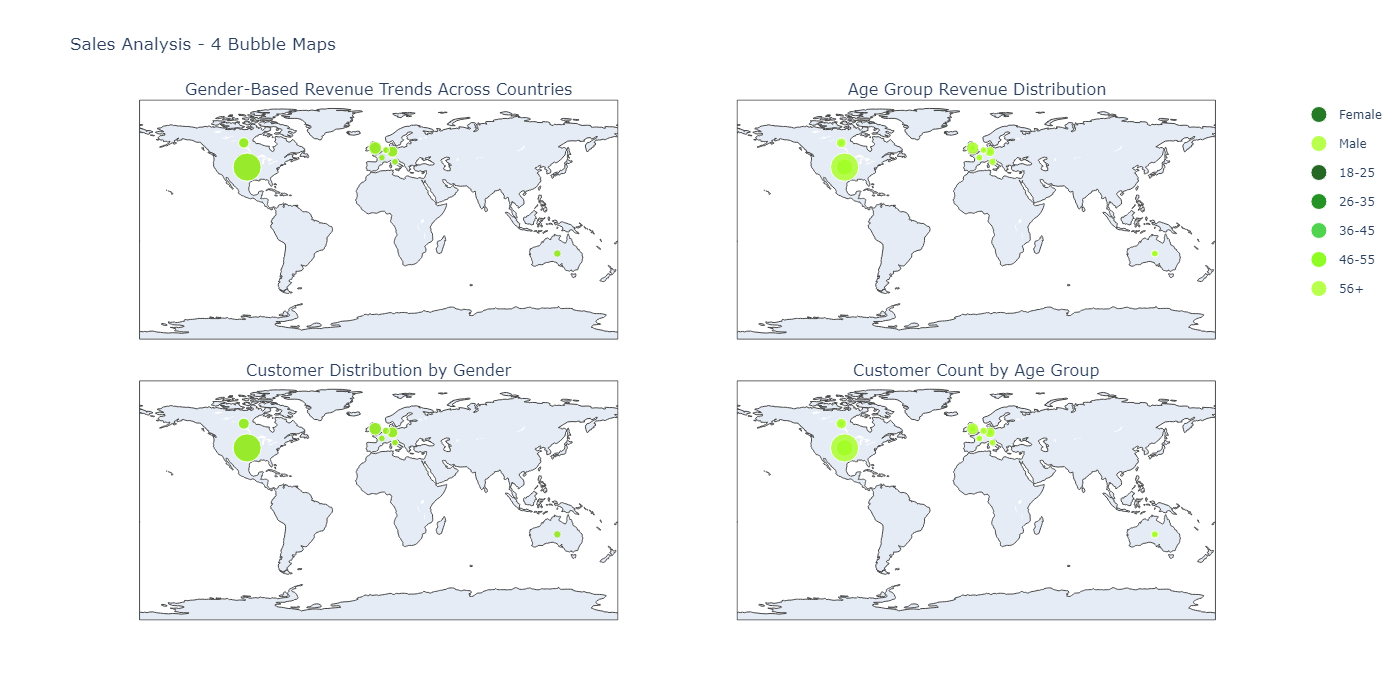 Sales Analysis - 4 Bubble Maps
Gender-Based Revenue Trends Across Countries
Age Group Revenue Distribution
Female
Male
18-25
26-35
36-45
46-55
56+
Customer Distribution by Gender
Customer Count by Age Group